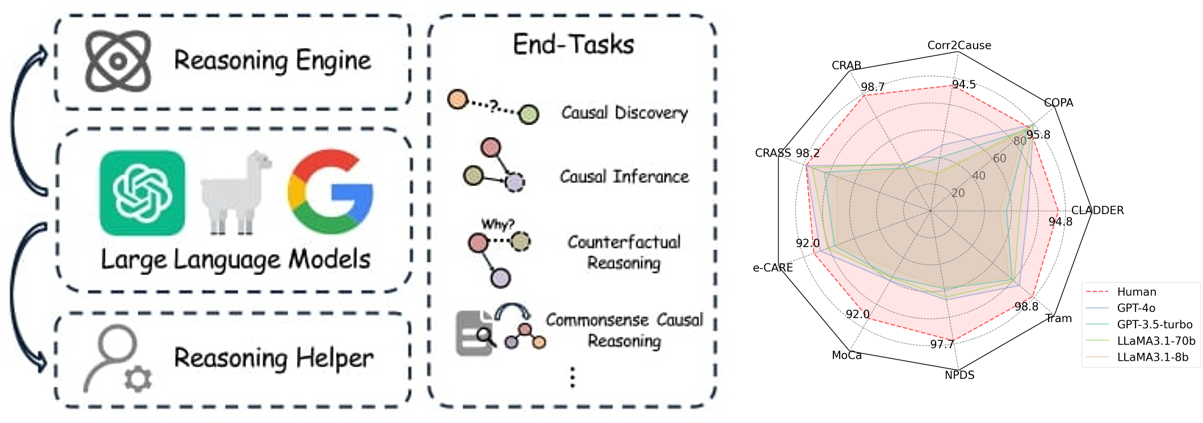 Reasoning Engine
Large Language Models
Reasoning Helper
End-Tasks
?
Causal Discovery
Causal Inference
Why?
Counterfactual
Reasoning
Commonsense Causal
Reasoning
Corr2Cause
CRAB
98.7
94.5
COPA
95.8
80
60
40
20
CRASS 98.2
CLADDER
94.8
92.0
e-CARE
92.0
MoCa
97.7
NPDS
98.8
Tram
Human
GPT-4o
GPT-3.5-turbo
LLaMA3.1-70b
LLaMA3.1-8b